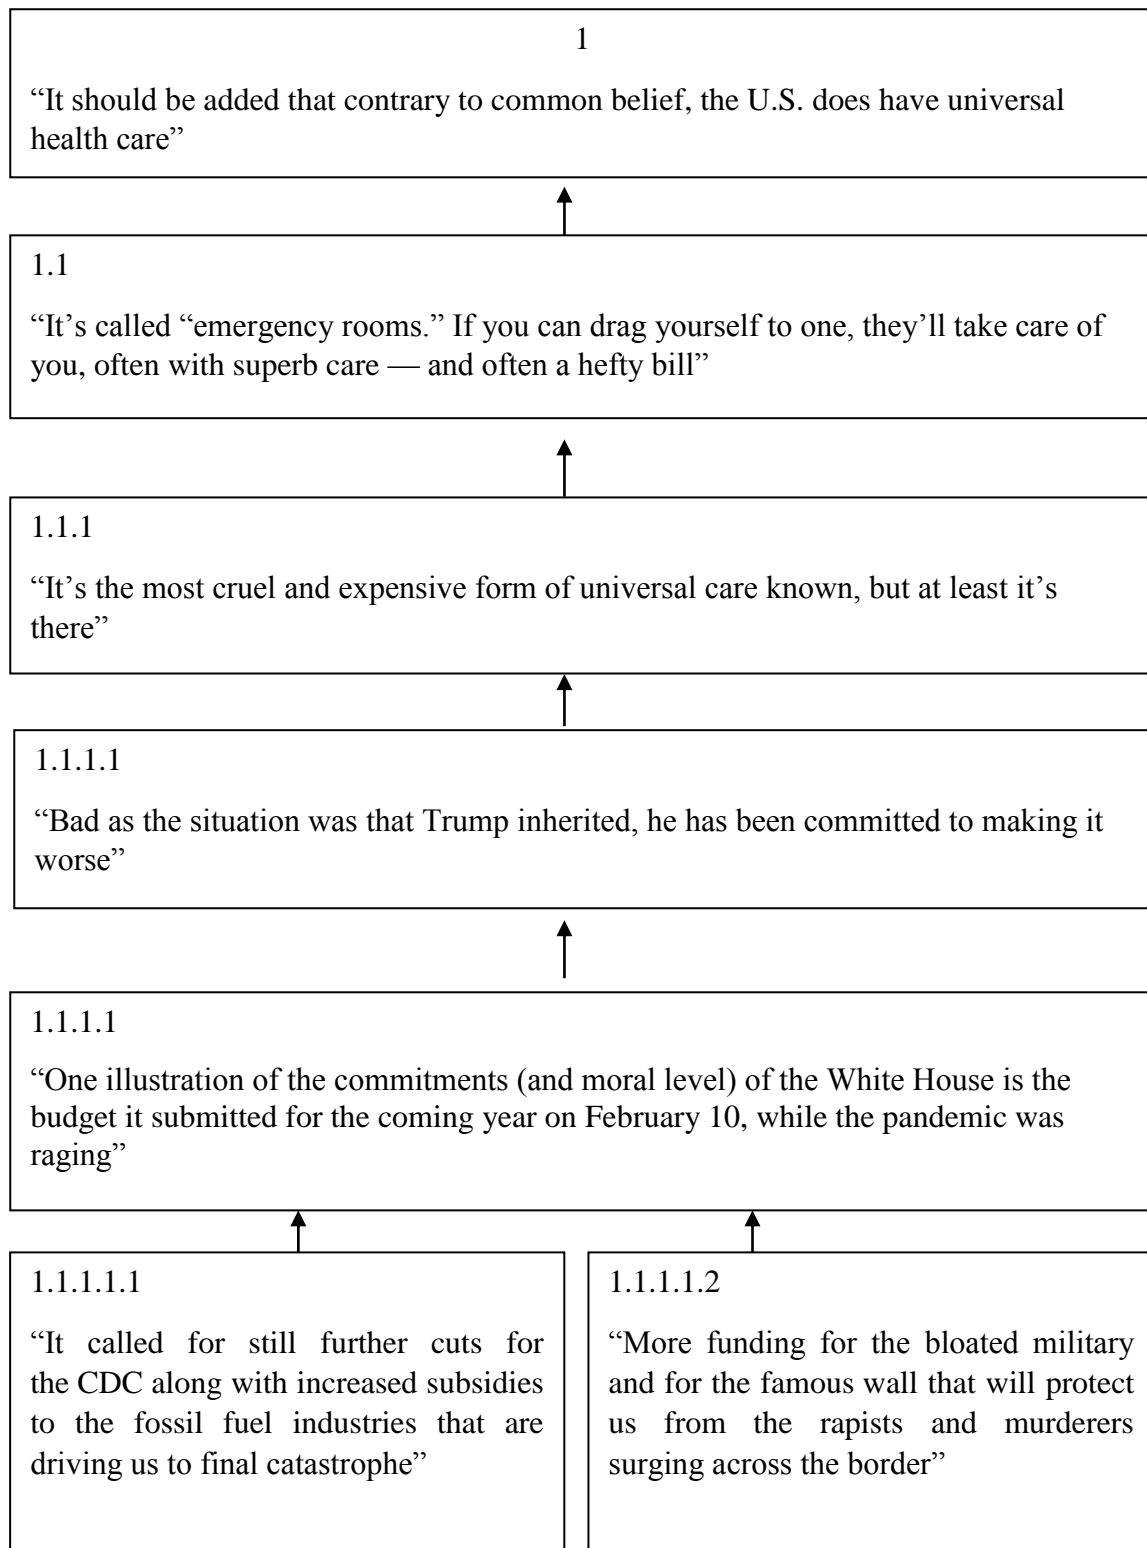 1
“It should be added that contrary to common belief, the U.S. does have universal
health care”
1.1
“It’s called “emergency rooms.” If you can drag yourself to one, they’ll take care of
you, often with superb care — and often a hefty bill”
1.1.1
“It’s the most cruel and expensive form of universal care known, but at least it’s
there”
1.1.1.1
“Bad as the situation was that Trump inherited, he has been committed to making it
worse”
1.1.1.1
“One illustration of the commitments (and moral level) of the White House is the
budget it submitted for the coming year on February 10, while the pandemic was
raging”
1.1.1.1.1
“It called for still further cuts for
the CDC along with increased subsidies
to the fossil fuel industries that are
driving us to final catastrophe”
1.1.1.1.2
“More funding for the bloated military
and for the famous wall that will protect
us from the rapists and murderers
surging across the border”